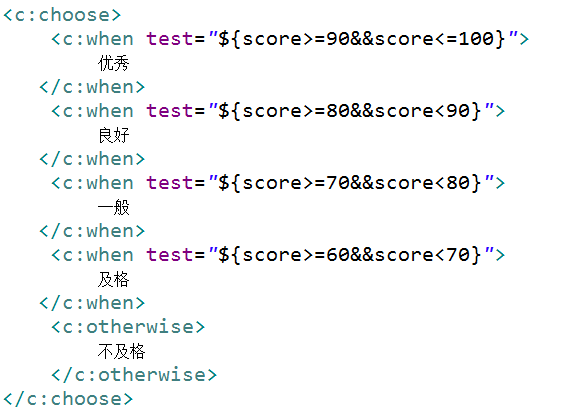 <c:choose>
    <c:when test="${score>=90&&score<=100}">
        优秀
   </c:when>
    <c:when test="${score>=80&&score<90}">
        良好
   </c:when>
    <c:when test="${score>=70&&score<80}">
        一般
   </c:when>
    <c:when test="${score>=60&&score<70}">
        及格
   </c:when>
    <c:otherwise>
        不及格
    </c:otherwise>
</c:choose>